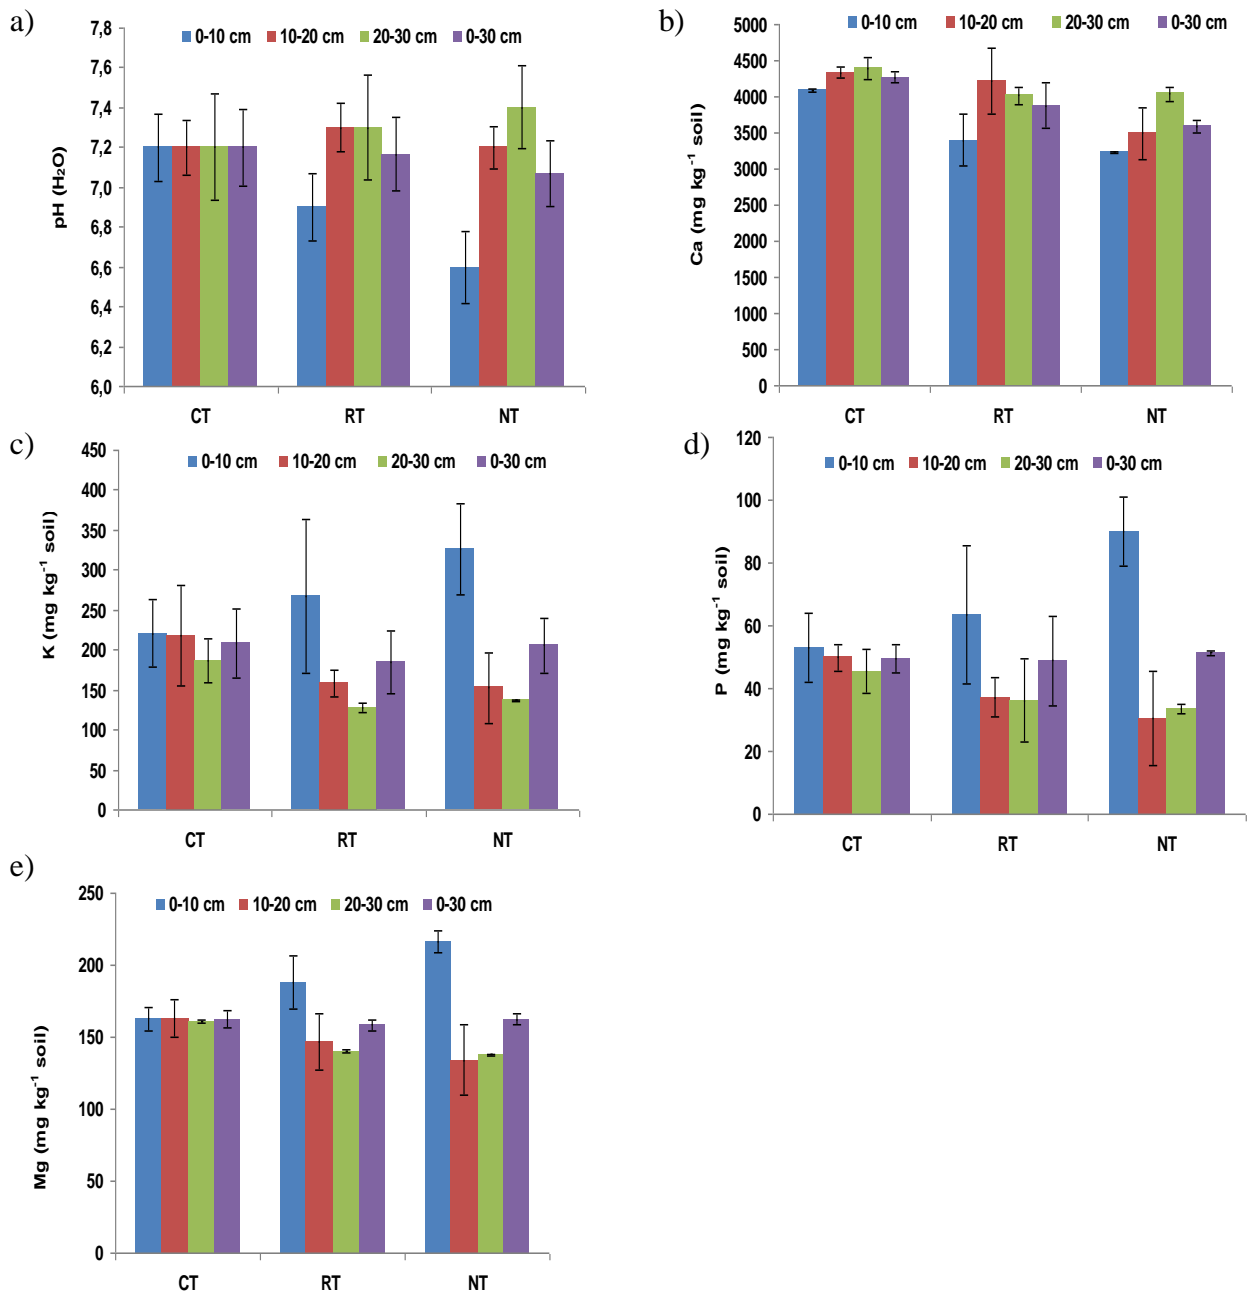 a)
0-10 cm 10-20 cm 20-30 cm 0-30 cm
pH (H₂O)
7,8
7,6
7,4
7,2
7,0
6,8
6,6
6,4
6,2
6,0
CT RT NT
b)
0-10 cm 10-20 cm 20-30 cm 0-30 cm
Ca (mg kg⁻¹ soil)
5000
4500
4000
3500
3000
2500
2000
1500
1000
500
0
CT RT NT
c)
0-10 cm 10-20 cm 20-30 cm 0-30 cm
K (mg kg⁻¹ soil)
450
400
350
300
250
200
150
100
50
0
CT RT NT
d)
0-10 cm 10-20 cm 20-30 cm 0-30 cm
P (mg kg⁻¹ soil)
120
100
80
60
40
20
0
CT RT NT
e)
0-10 cm 10-20 cm 20-30 cm 0-30 cm
Mg (mg kg⁻¹ soil)
250
200
150
100
50
0
CT RT NT